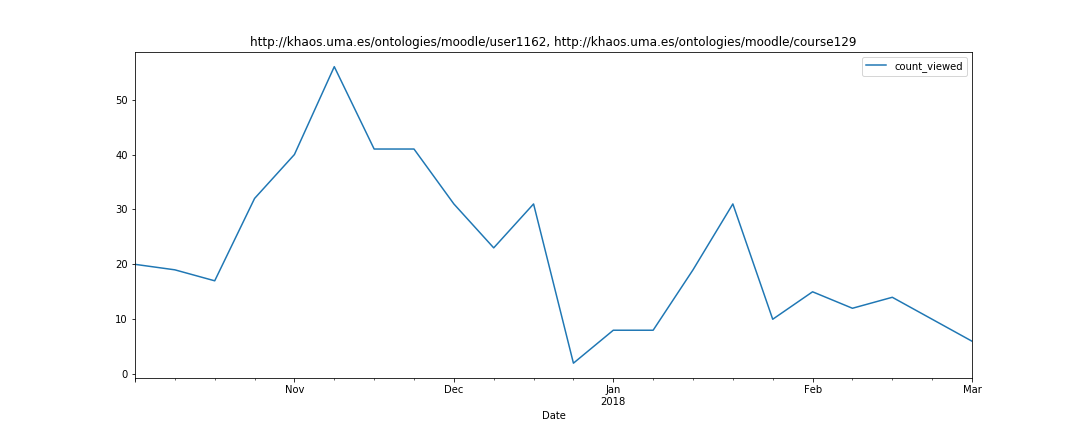 http://khaos.uma.es/ontologies/moodle/user1162, http://khaos.uma.es/ontologies/moodle/course129
count_viewed
50
40
30
20
10
0
Nov Dec Jan Feb Mar
2018
Date